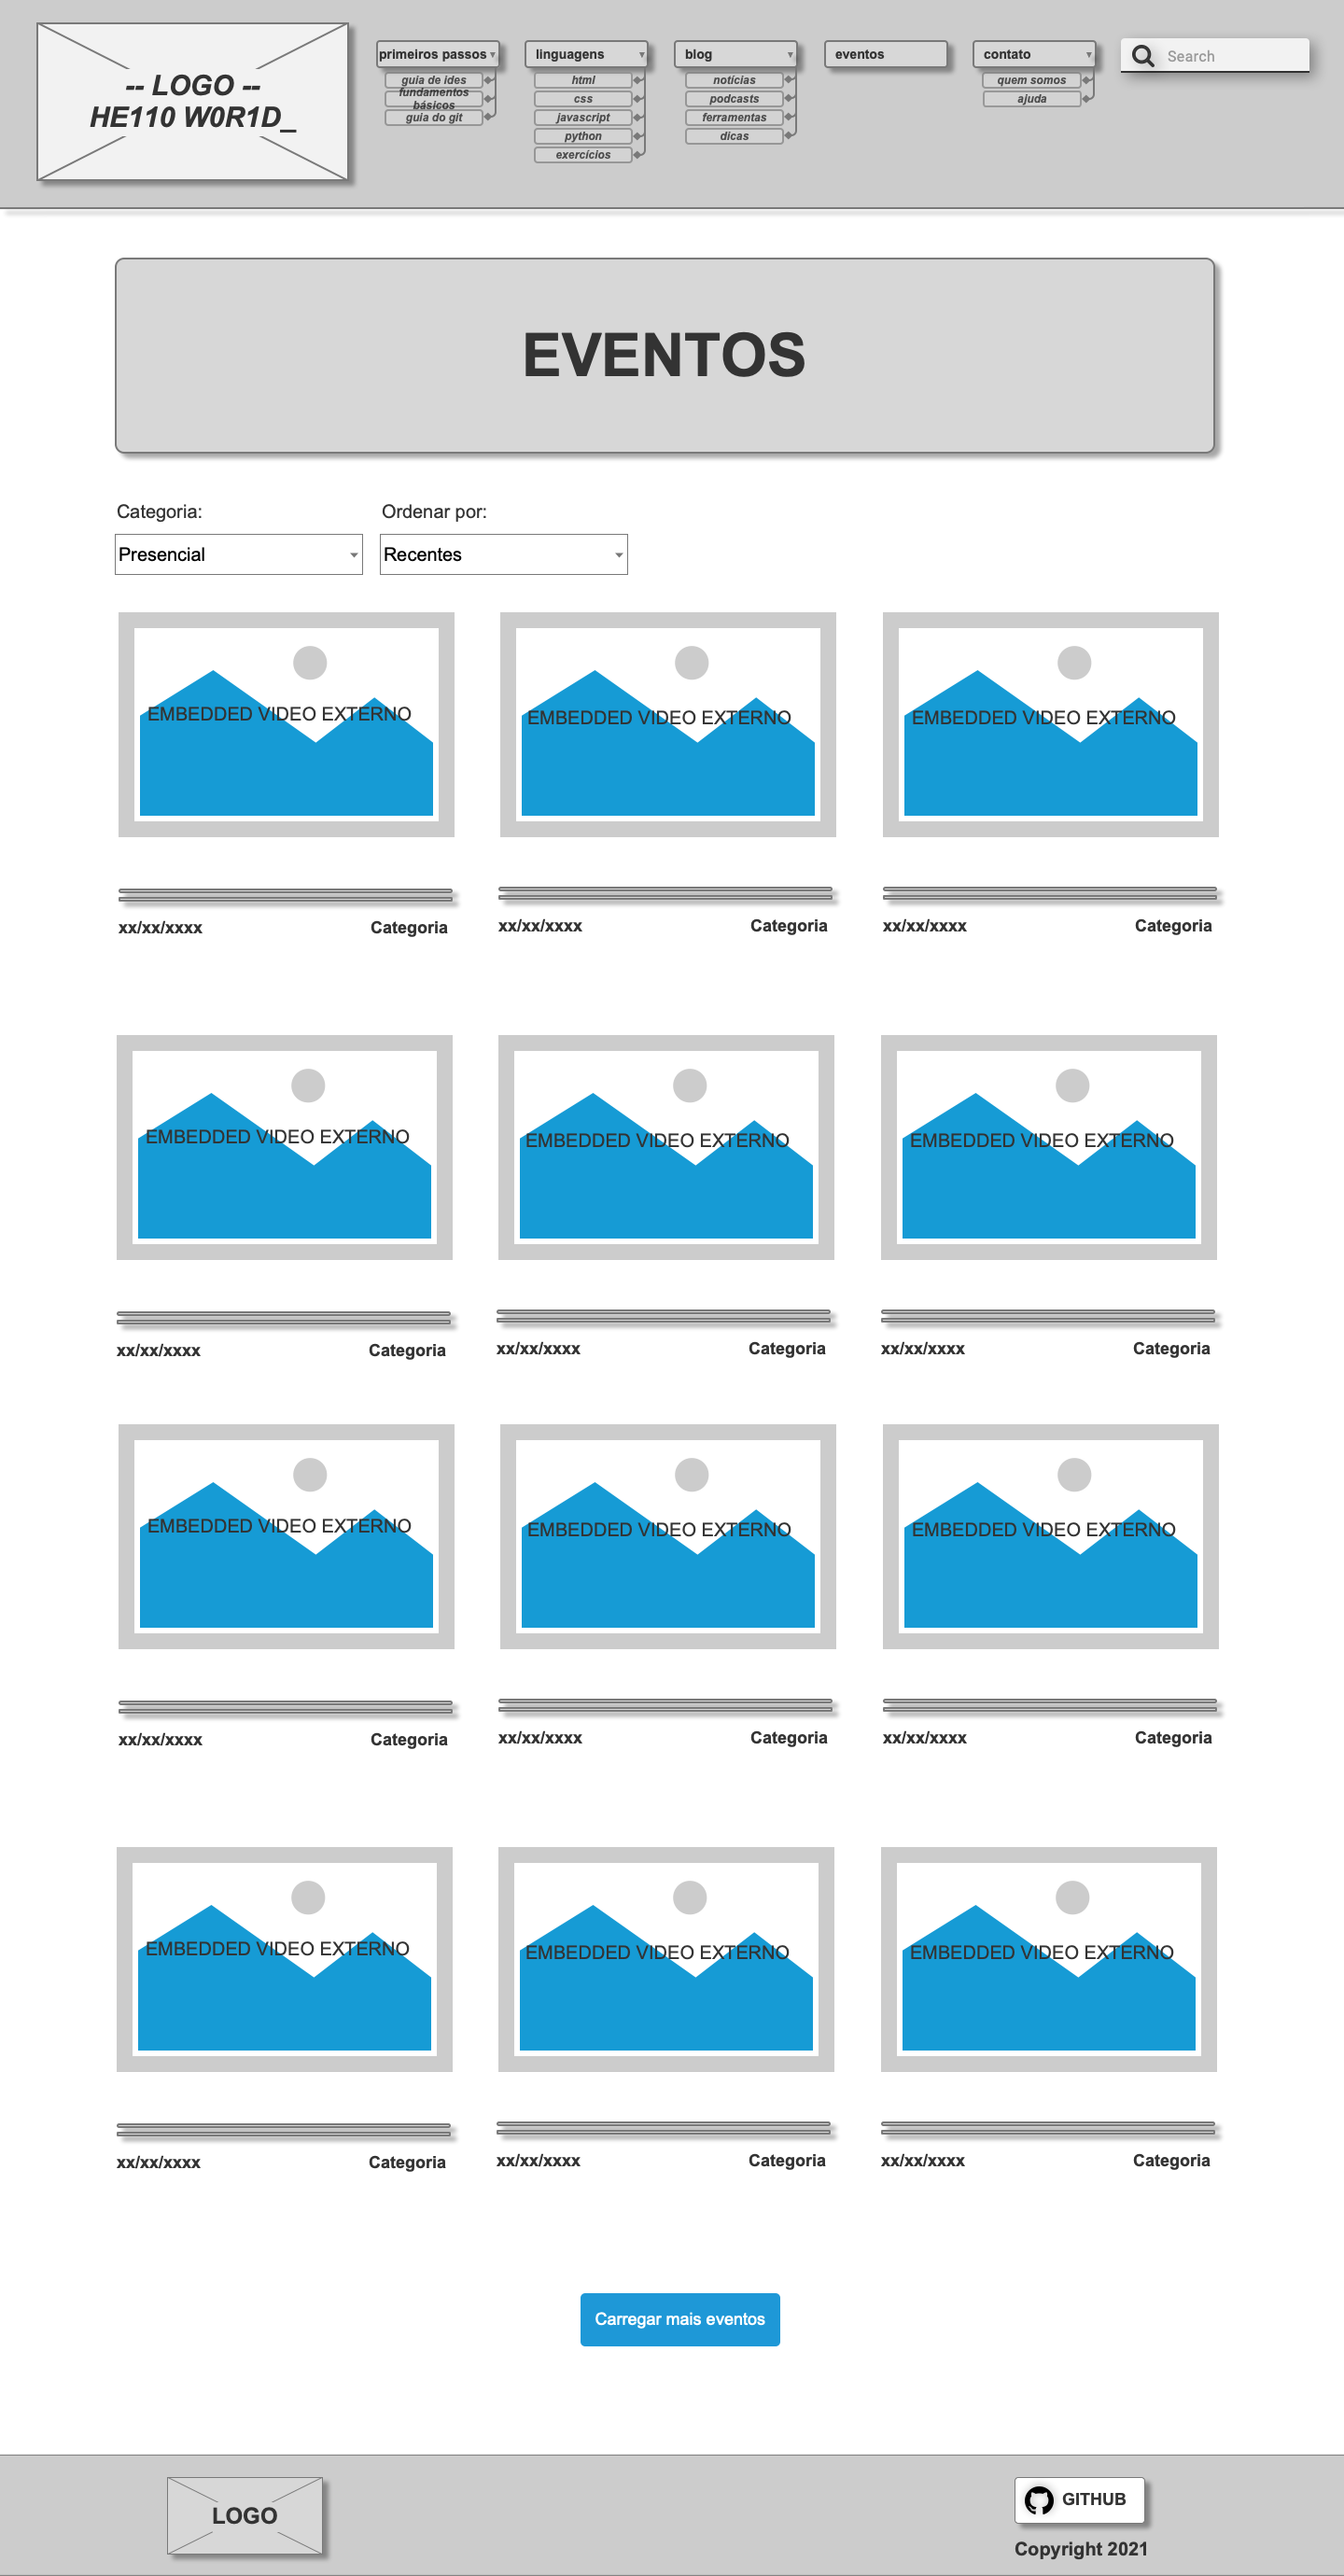 -- LOGO --
HE110 W0R1D_
primeiros passos
guia de ides
fundamentos
básicos
guia do git
linguagens
html
css
javascript
python
exercícios
blog
notícias
podcasts
ferramentas
dicas
eventos
contato
quem somos
ajuda
Search
EVENTOS
Categoria: Ordenar por:
Presencial Recentes
EMBEDDED VIDEO EXTERNO EMBEDDED VIDEO EXTERNO EMBEDDED VIDEO EXTERNO
xx/xx/xxxx Categoria xx/xx/xxxx Categoria xx/xx/xxxx Categoria
EMBEDDED VIDEO EXTERNO EMBEDDED VIDEO EXTERNO EMBEDDED VIDEO EXTERNO
xx/xx/xxxx Categoria xx/xx/xxxx Categoria xx/xx/xxxx Categoria
EMBEDDED VIDEO EXTERNO EMBEDDED VIDEO EXTERNO EMBEDDED VIDEO EXTERNO
xx/xx/xxxx Categoria xx/xx/xxxx Categoria xx/xx/xxxx Categoria
EMBEDDED VIDEO EXTERNO EMBEDDED VIDEO EXTERNO EMBEDDED VIDEO EXTERNO
xx/xx/xxxx Categoria xx/xx/xxxx Categoria xx/xx/xxxx Categoria
Carregar mais eventos
LOGO
GITHUB
Copyright 2021